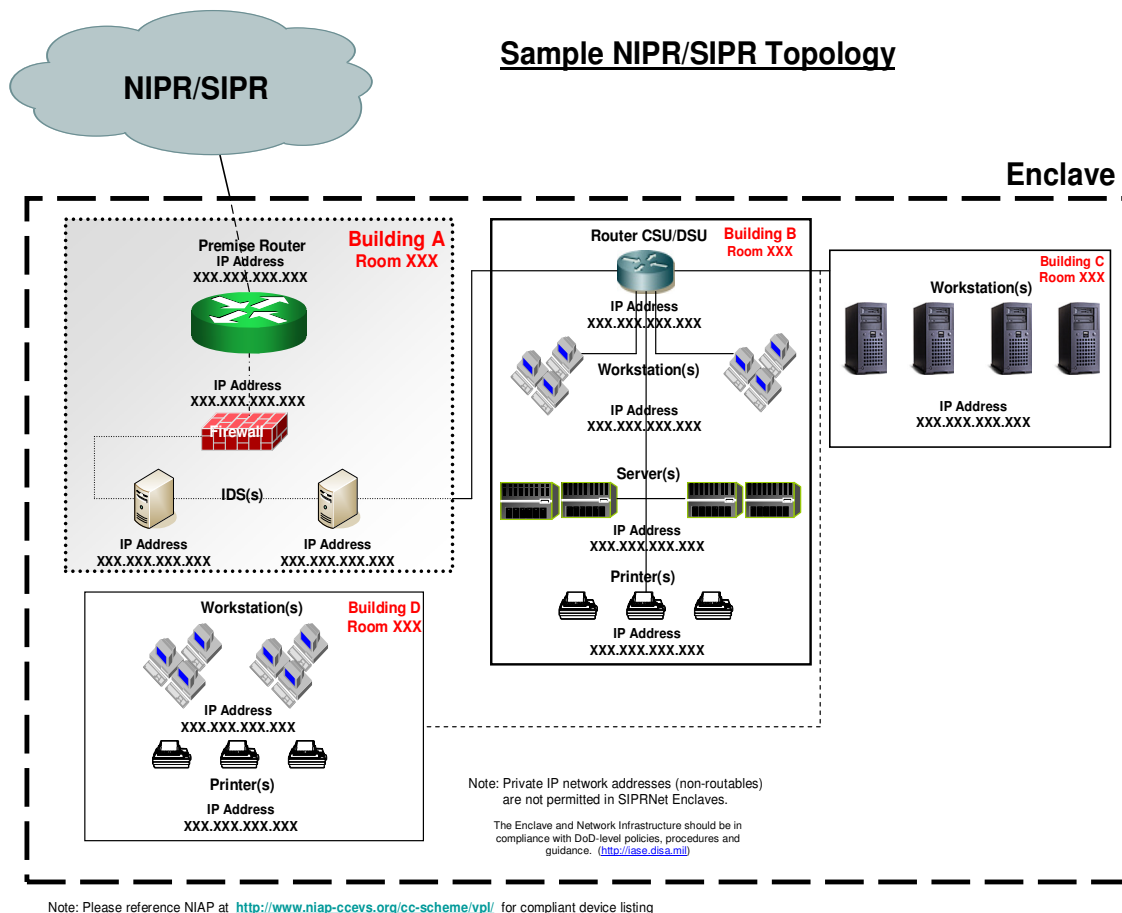 Sample NIPR/SIPR Topology
NIPR/SIPR
Enclave
Building A
Room XXX
Premise Router
IP Address
XXX.XXX.XXX.XXX
IP Address
XXX.XXX.XXX.XXX
Firewall
IDS(s)
IP Address
XXX.XXX.XXX.XXX
IP Address
XXX.XXX.XXX.XXX
Router CSU/DSU
Building B
Room XXX
IP Address
XXX.XXX.XXX.XXX
Workstation(s)
IP Address
XXX.XXX.XXX.XXX
Server(s)
IP Address
XXX.XXX.XXX.XXX
Printer(s)
IP Address
XXX.XXX.XXX.XXX
Building C
Room XXX
Workstation(s)
IP Address
XXX.XXX.XXX.XXX
Workstation(s)
Building D
Room XXX
IP Address
XXX.XXX.XXX.XXX
Printer(s)
IP Address
XXX.XXX.XXX.XXX
Note: Private IP network addresses (non-routables)
are not permitted in SIPRNet Enclaves.
The Enclave and Network Infrastructure should be in
compliance with DoD-level policies, procedures and
guidance. (http://iase.disa.mil)
Note: Please reference NIAP at http://www.niap-ccevs.org/cc-scheme/vpl/ for compliant device listing